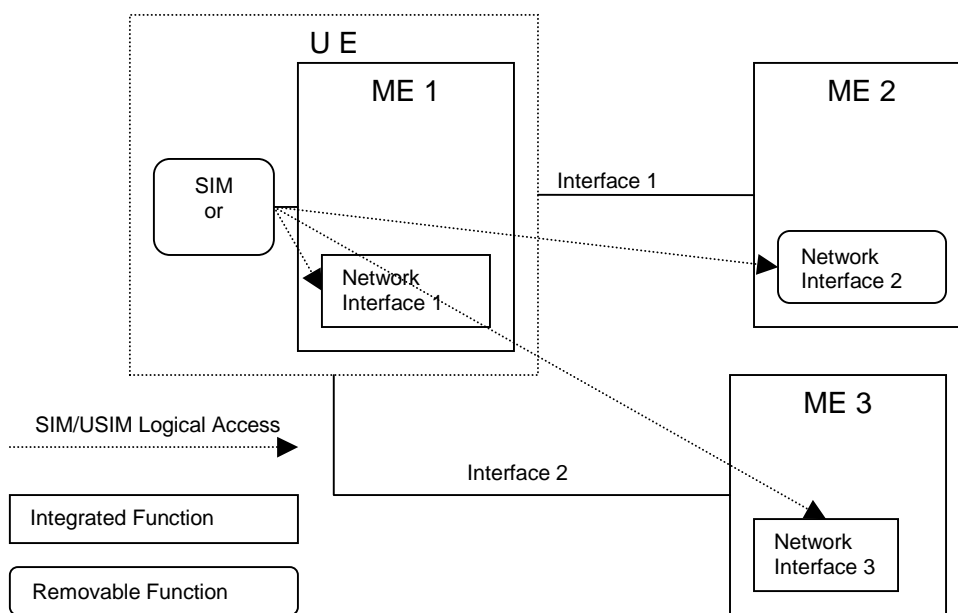 U E
ME 1
ME 2
SIM
or
Interface 1
Network
Interface 1
Network
Interface 2
ME 3
SIM/USIM Logical Access
Interface 2
Integrated Function
Network
Interface 3
Removable Function